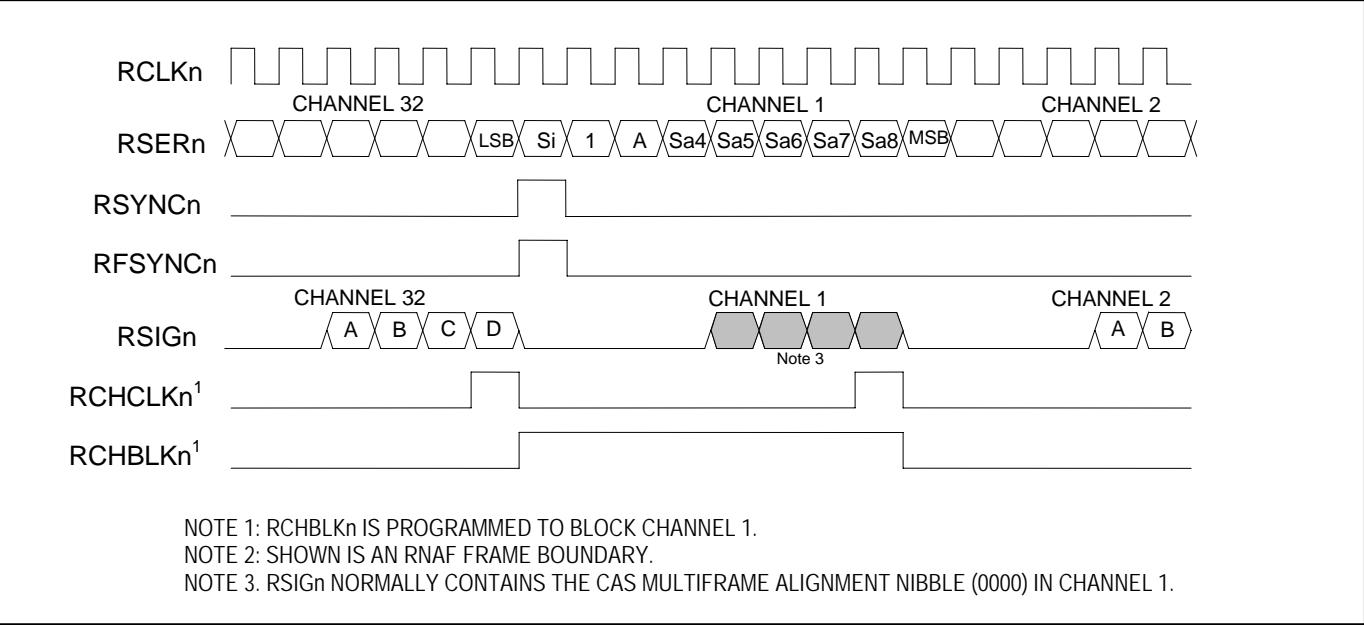 RCLKn
CHANNEL 32 CHANNEL 1 CHANNEL 2
RSERn LSB Si 1 A Sa4 Sa5 Sa6 Sa7 Sa8 MSB
RSYNCn
RFSYNCn
CHANNEL 32 CHANNEL 1 CHANNEL 2
RSIGn A B C D A B
Note 3
RCHCLKn¹
RCHBLKn¹
NOTE 1: RCHBLKn IS PROGRAMMED TO BLOCK CHANNEL 1.
NOTE 2: SHOWN IS AN RNAF FRAME BOUNDARY.
NOTE 3. RSIGn NORMALLY CONTAINS THE CAS MULTIFRAME ALIGNMENT NIBBLE (0000) IN CHANNEL 1.